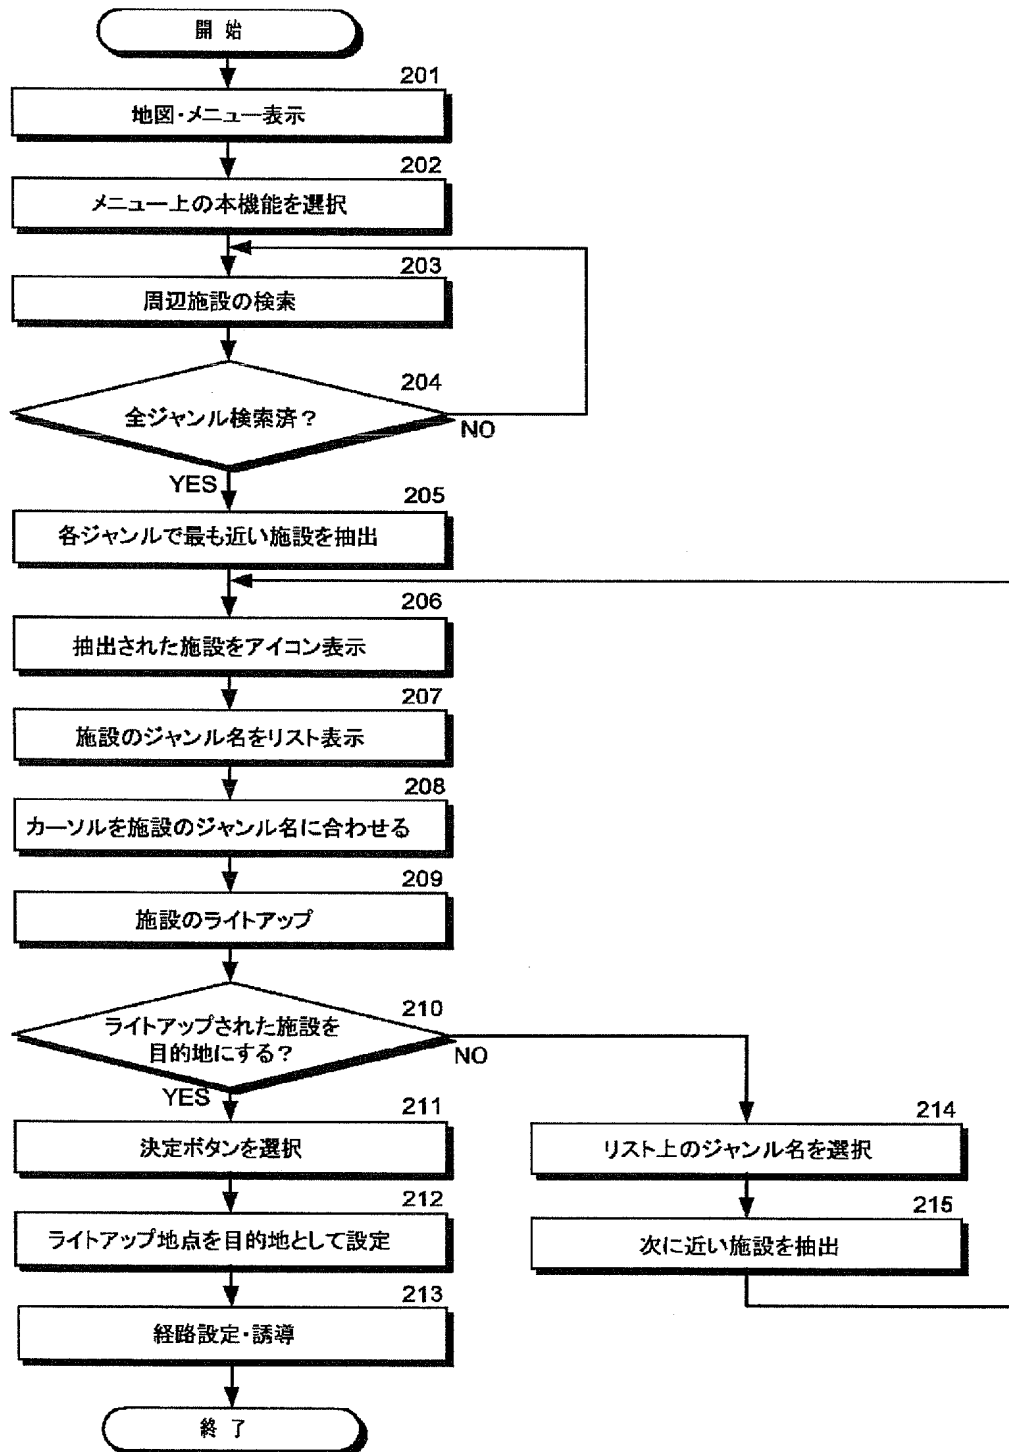 開 始
201
地図・メニュー表示
202
メニュー上の本機能を選択
203
周辺施設の検索
204
全ジャンル検索済？
NO
YES
205
各ジャンルで最も近い施設を抽出
206
抽出された施設をアイコン表示
207
施設のジャンル名をリスト表示
208
カーソルを施設のジャンル名に合わせる
209
施設のライトアップ
210
ライトアップされた施設を
目的地にする？
NO
YES
211
決定ボタンを選択
212
ライトアップ地点を目的地として設定
213
経路設定・誘導
終 了
214
リスト上のジャンル名を選択
215
次に近い施設を抽出